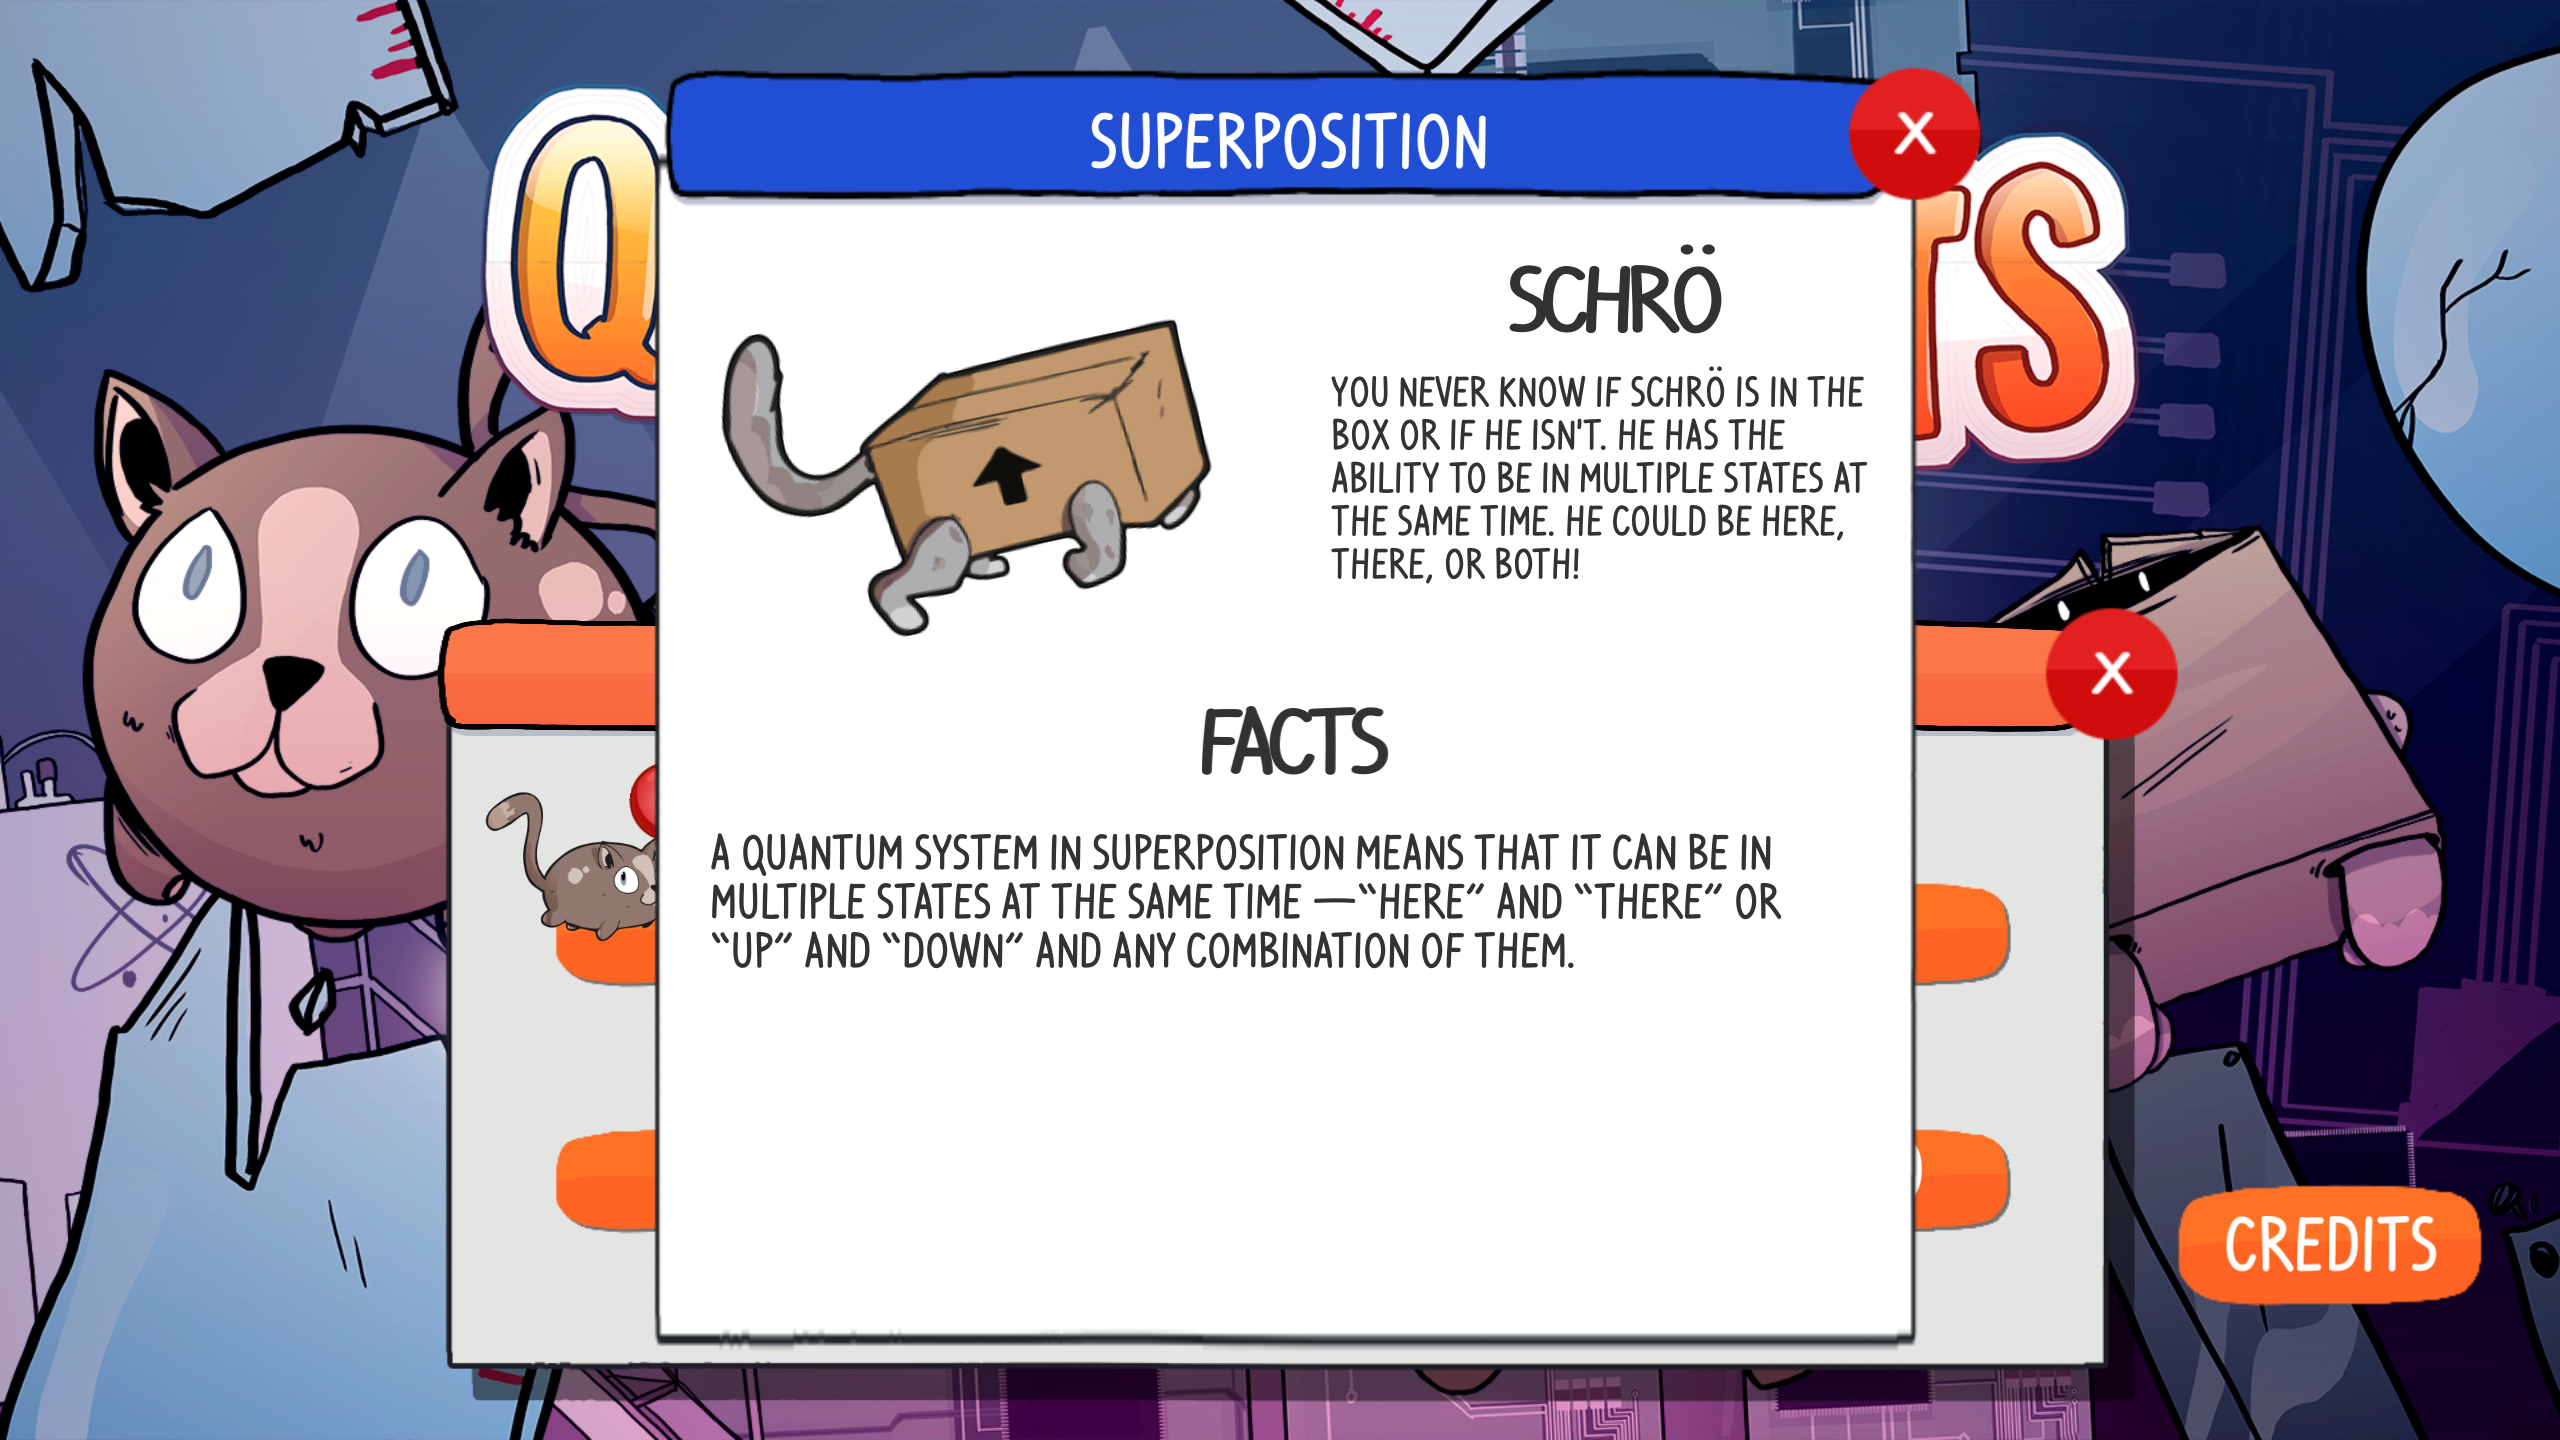 SUPERPOSITION
X
SCHRÖ
YOU NEVER KNOW IF SCHRÖ IS IN THE
BOX OR IF HE ISN'T. HE HAS THE
ABILITY TO BE IN MULTIPLE STATES AT
THE SAME TIME. HE COULD BE HERE,
THERE, OR BOTH!
X
FACTS
A QUANTUM SYSTEM IN SUPERPOSITION MEANS THAT IT CAN BE IN
MULTIPLE STATES AT THE SAME TIME —“HERE” AND “THERE” OR
“UP” AND “DOWN” AND ANY COMBINATION OF THEM.
CREDITS